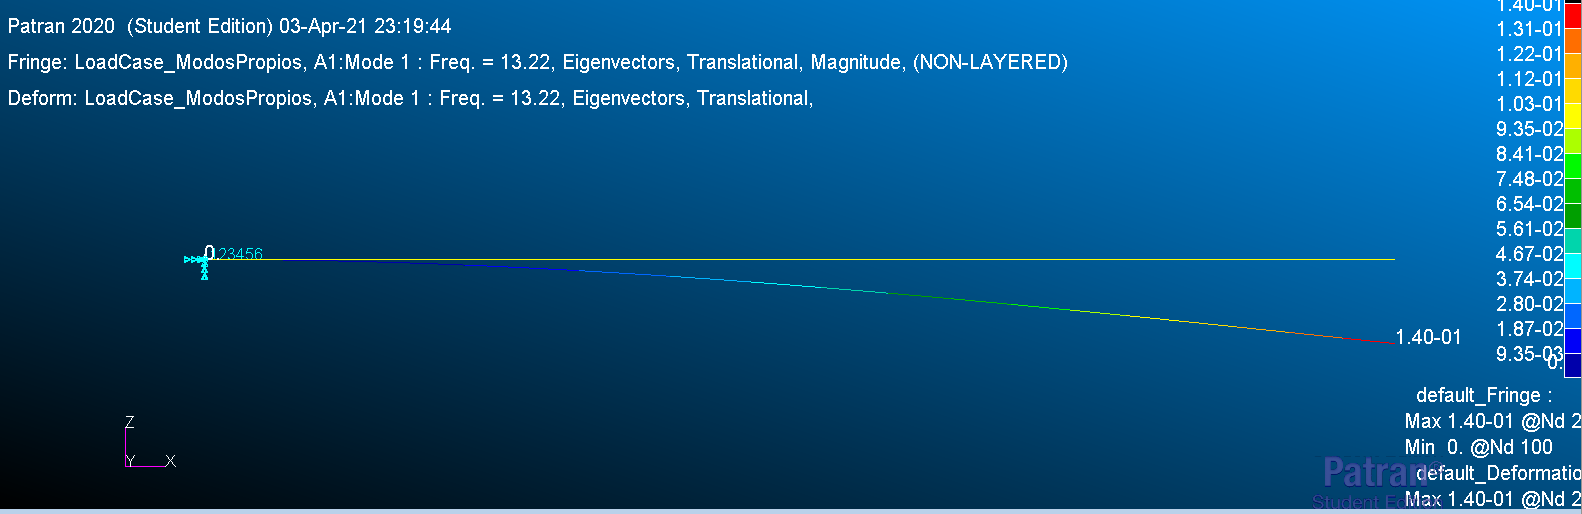 Patran 2020 (Student Edition) 03-Apr-21 23:19:44
Fringe: LoadCase_ModosPropios, A1:Mode 1 : Freq. = 13.22, Eigenvectors, Translational, Magnitude, (NON-LAYERED)
Deform: LoadCase_ModosPropios, A1:Mode 1 : Freq. = 13.22, Eigenvectors, Translational,
1.40-01
1.31-01
1.22-01
1.12-01
1.03-01
9.35-02
8.41-02
7.48-02
6.54-02
5.61-02
4.67-02
3.74-02
2.80-02
1.87-02
9.35-03
0.
0
123456
1.40-01
Z
Y X
default_Fringe :
Max 1.40-01 @Nd 2
Min 0. @Nd 100
default_Deformatio
Max 1.40-01 @Nd 2
Patran®
Student Edition